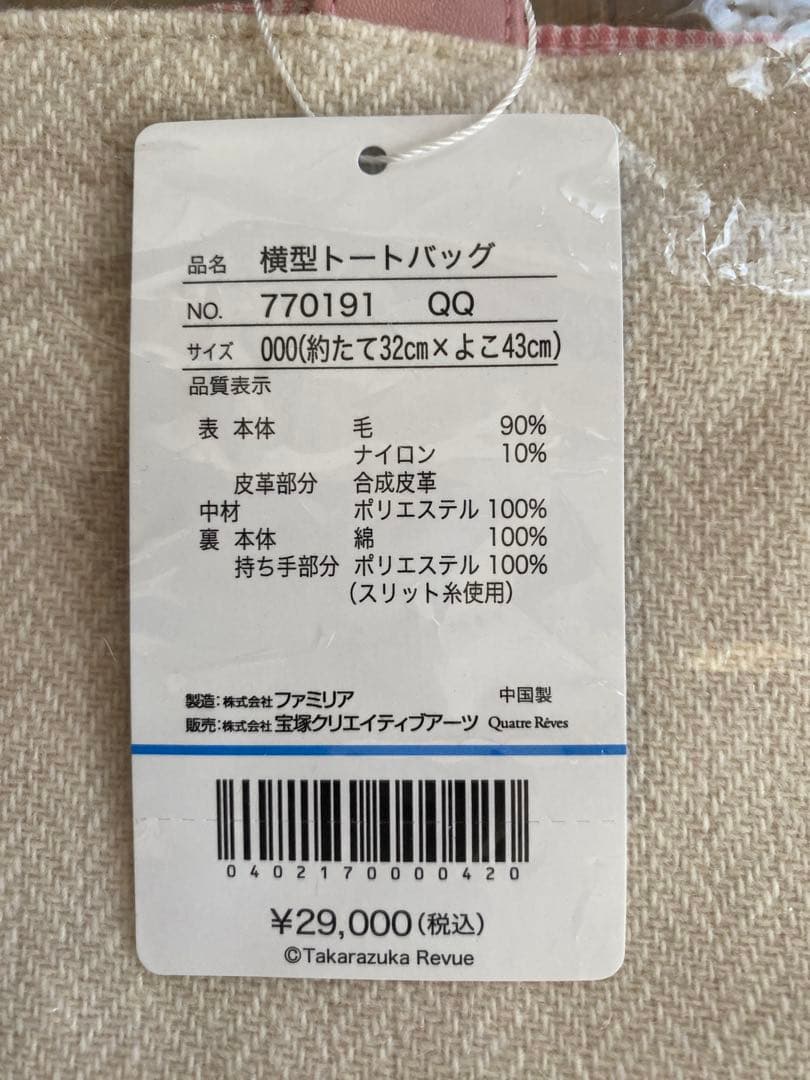 品名 横型トートバッグ
NO. 770191 QQ
サイズ 000(約たて32㎝×よこ43㎝)
品質表示
表 本体 毛 90%
ナイロン 10%
皮革部分 合成皮革
中材 ポリエステル 100%
裏 本体 綿 100%
持ち手部分 ポリエステル 100%
(スリット糸使用)
製造:株式会社ファミリア 中国製
販売:株式会社宝塚クリエイティブアーツ Quatre Rêves
0402170000420
¥29,000(税込)
©Takarazuka Revue